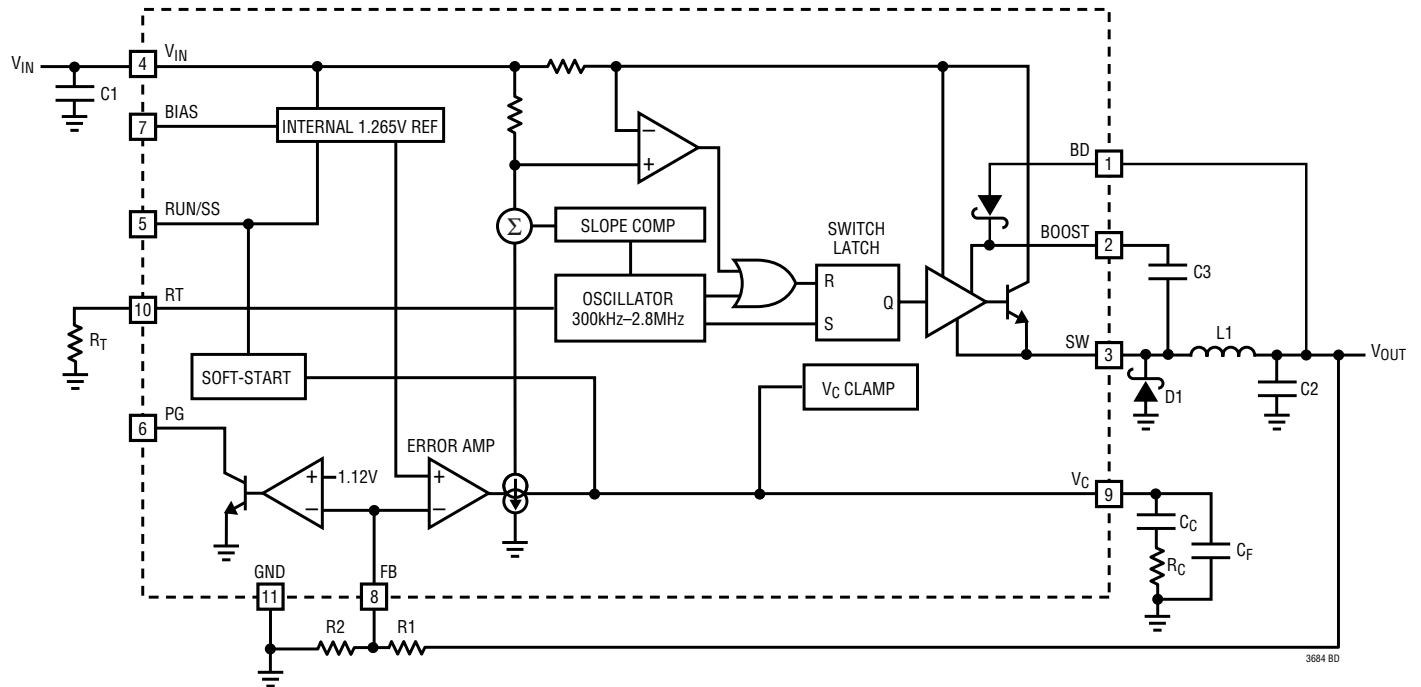 VIN
4
VIN
C1
7
BIAS
INTERNAL 1.265V REF
5
RUN/SS
Σ
SLOPE COMP
OSCILLATOR
300kHz–2.8MHz
10
RT
RT
SOFT-START
6
PG
+
–
1.12V
ERROR AMP
+
–
–
+
SWITCH
LATCH
R
S
Q
BD
1
BOOST
2
C3
SW
3
L1
D1
C2
VOUT
VC CLAMP
VC
9
CC
RC
CF
GND
11
FB
8
R2
R1
3684 BD